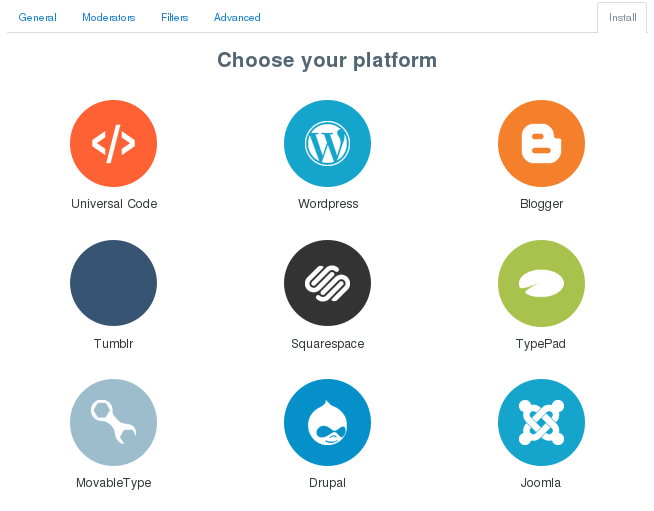 General Moderators Filters Advanced Install
Choose your platform
Universal Code Wordpress Blogger
Tumblr Squarespace TypePad
MovableType Drupal Joomla